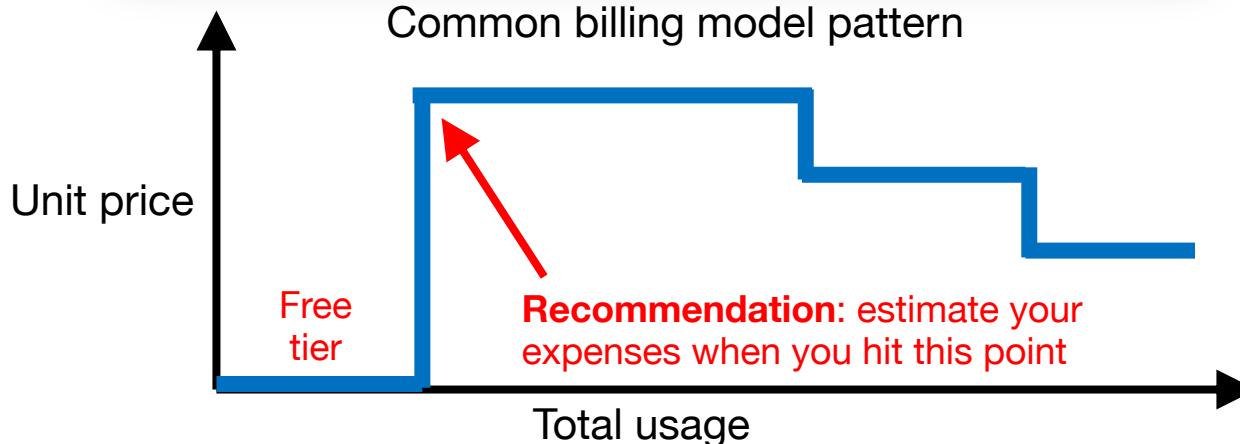 Common billing model pattern
Unit price
Free
tier
Recommendation: estimate your
expenses when you hit this point
Total usage